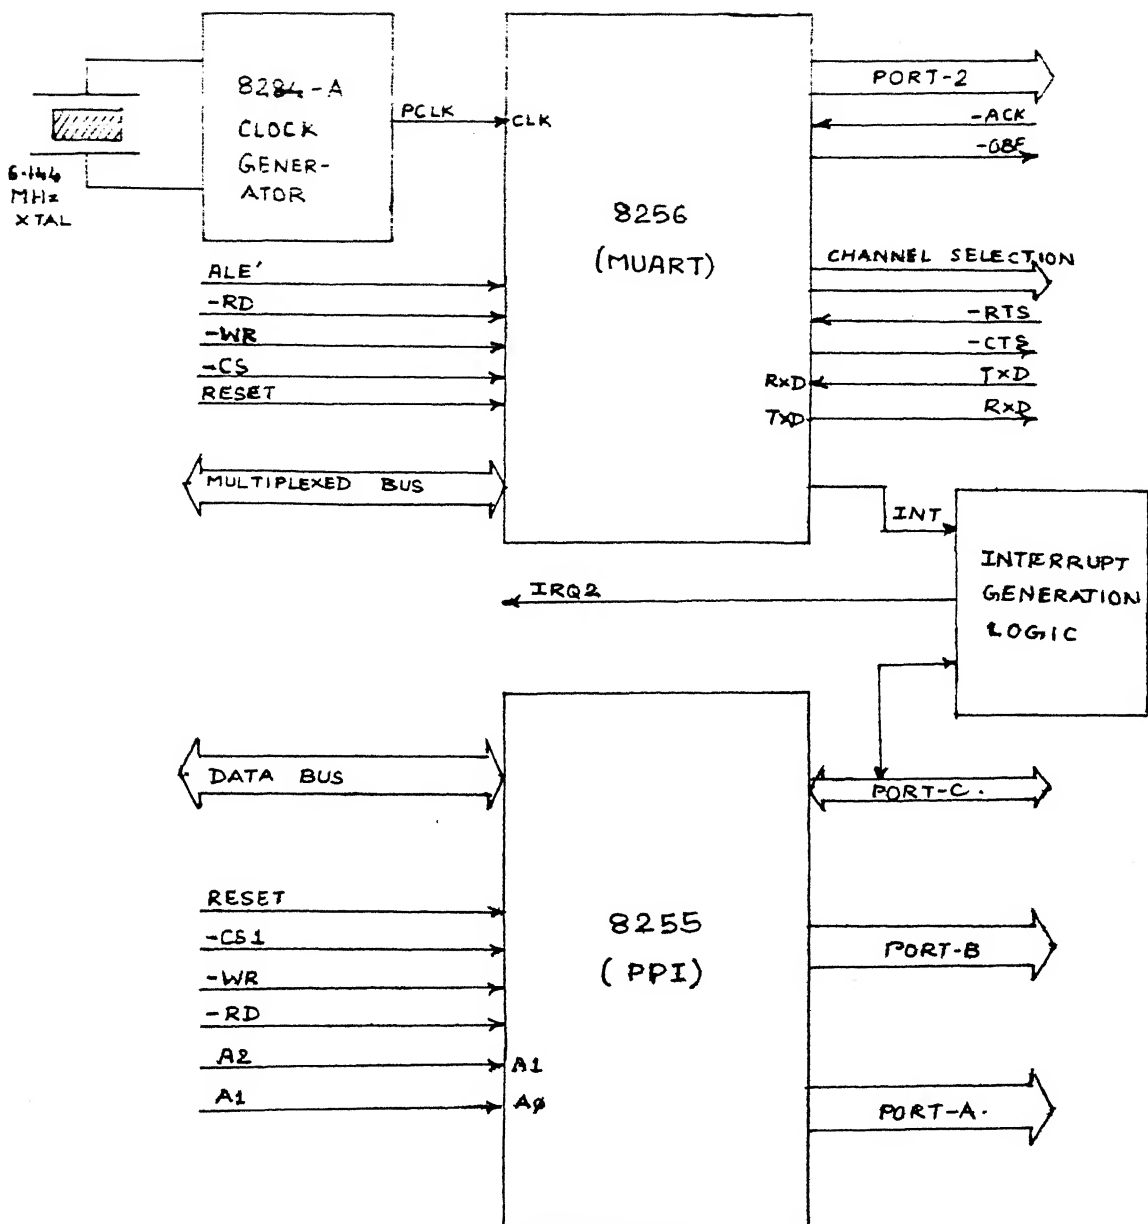 8284-A
CLOCK
GENER-
ATOR
6.144
MHz
XTAL
PCLK
CLK
8256
(MUART)
PORT-2
-ACK
-OBF
CHANNEL SELECTION
-RTS
-CTS
TXD
RXD
RXD
TXD
ALE'
-RD
-WR
-CS
RESET
MULTIPLEXED BUS
INT
INTERRUPT
GENERATION
LOGIC
IRQ2
DATA BUS
PORT-C.
RESET
-CS1
-WR
-RD
A2
A1
A1
AØ
8255
(PPI)
PORT-B
PORT-A.